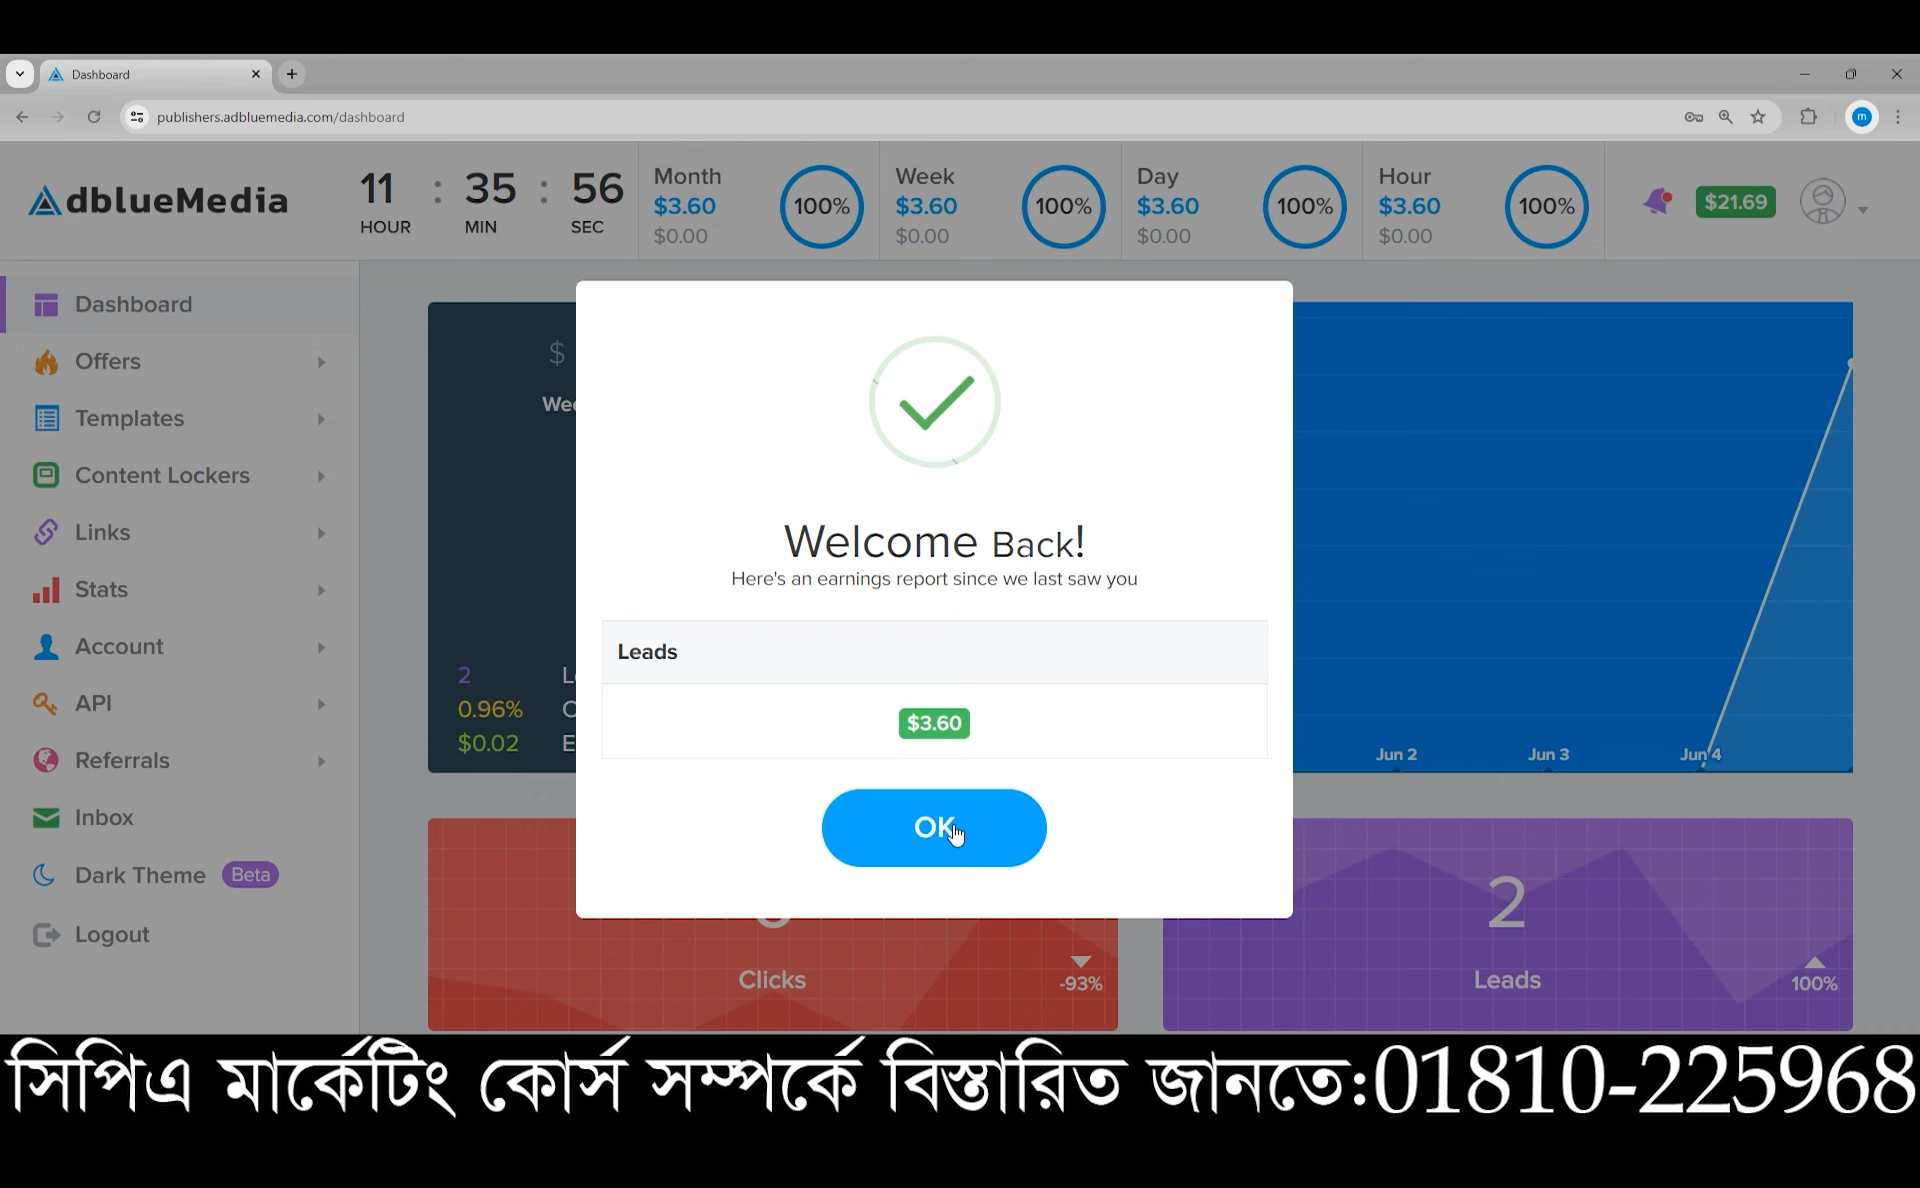 Dashboard
publishers.adbluemedia.com/dashboard
m
AdblueMedia
11 : 35 : 56
HOUR MIN SEC
Month
$3.60
$0.00
100%
Week
$3.60
$0.00
100%
Day
$3.60
$0.00
100%
Hour
$3.60
$0.00
100%
$21.69
Dashboard
Offers
Templates
Content Lockers
Links
Stats
Account
API
Referrals
Inbox
Dark Theme Beta
Logout
$
2
0.96%
$0.02
Welcome Back!
Here's an earnings report since we last saw you
Leads
$3.60
OK
Jun 2 Jun 3 Jun 4
Clicks
-93%
2
Leads
100%
সিপিএ মার্কেটিং কোর্স সম্পর্কে বিস্তারিত জানতেঃ01810-225968